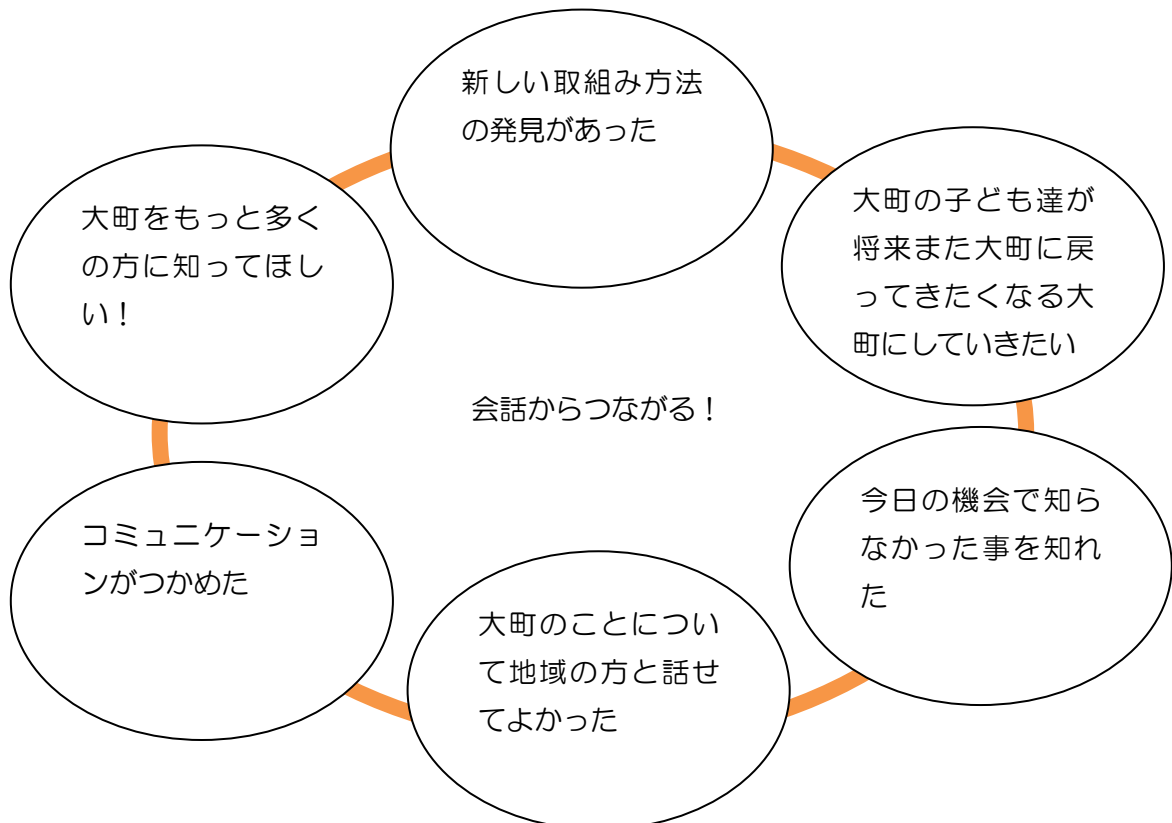 新しい取組み方法
の発見があった
大町をもっと多く
の方に知ってほし
い！
大町の子ども達が
将来また大町に戻
ってきたくなる大
町にしていきたい
会話からつながる！
コミュニケーショ
ンがつかめた
今日の機会で知ら
なかった事を知れ
た
大町のことについ
て地域の方と話せ
てよかった